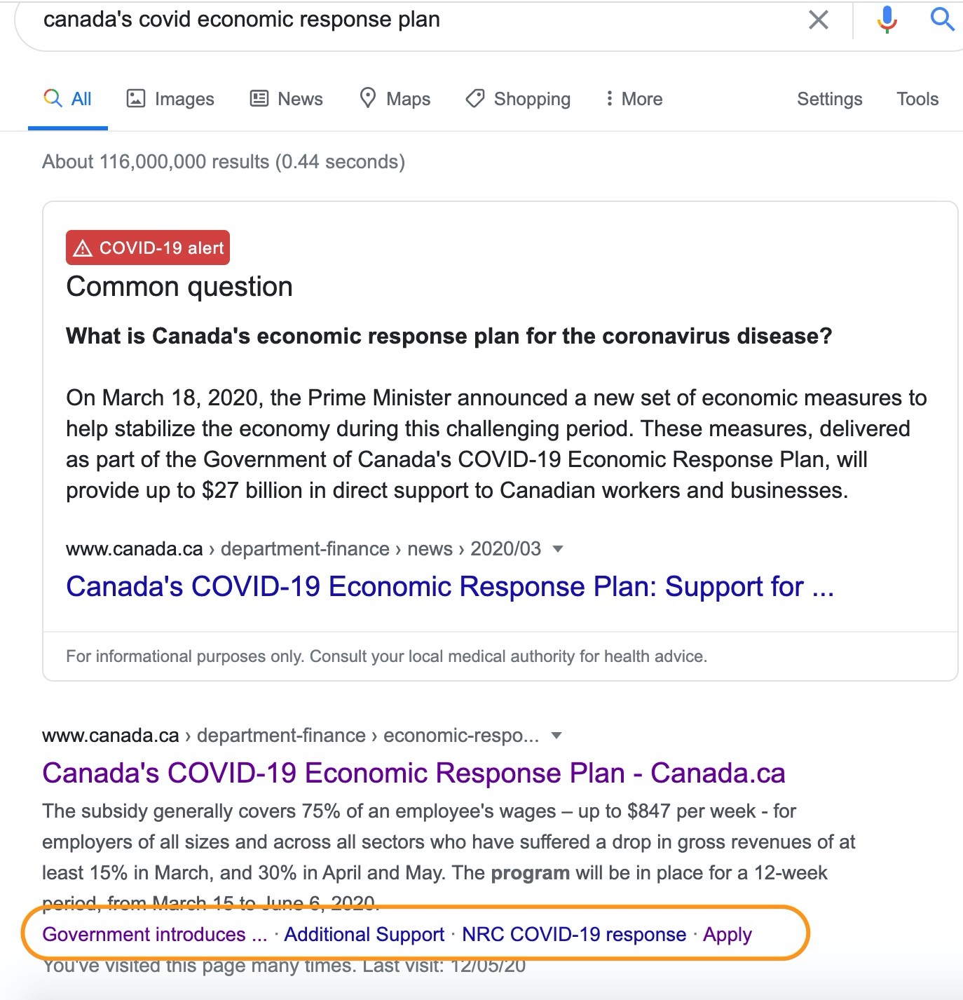 canada's covid economic response plan
All Images News Maps Shopping More Settings Tools
About 116,000,000 results (0.44 seconds)
COVID-19 alert
Common question
What is Canada's economic response plan for the coronavirus disease?
On March 18, 2020, the Prime Minister announced a new set of economic measures to
help stabilize the economy during this challenging period. These measures, delivered
as part of the Government of Canada's COVID-19 Economic Response Plan, will
provide up to $27 billion in direct support to Canadian workers and businesses.
www.canada.ca › department-finance › news › 2020/03
Canada's COVID-19 Economic Response Plan: Support for ...
For informational purposes only. Consult your local medical authority for health advice.
www.canada.ca › department-finance › economic-respo...
Canada's COVID-19 Economic Response Plan - Canada.ca
The subsidy generally covers 75% of an employee's wages – up to $847 per week - for
employers of all sizes and across all sectors who have suffered a drop in gross revenues of at
least 15% in March, and 30% in April and May. The program will be in place for a 12-week
period, from March 15 to June 6, 2020.
Government introduces ... · Additional Support · NRC COVID-19 response · Apply
You've visited this page many times. Last visit: 12/05/20